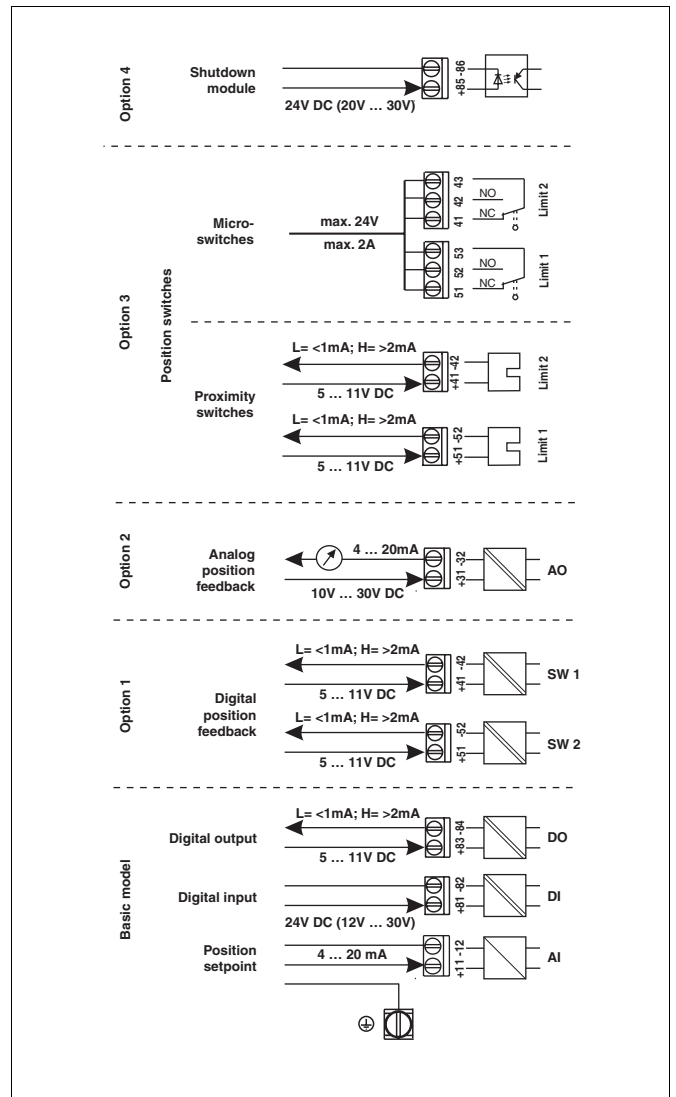 Option 4
Shutdown
module
24V DC (20V ... 30V)
+85 -86
Option 3
Position switches
Micro-
switches
max. 24V
max. 2A
43
42
41
NO
NC
Limit 2
53
52
51
NO
NC
Limit 1
Proximity
switches
L= <1mA; H= >2mA
5 ... 11V DC
+41 -42
Limit 2
L= <1mA; H= >2mA
5 ... 11V DC
+51 -52
Limit 1
Option 2
Analog
position
feedback
4 ... 20mA
10V ... 30V DC
+31 -32
AO
Option 1
Digital
position
feedback
L= <1mA; H= >2mA
5 ... 11V DC
+41 -42
SW 1
L= <1mA; H= >2mA
5 ... 11V DC
+51 -52
SW 2
Basic model
Digital output
L= <1mA; H= >2mA
5 ... 11V DC
+83 -84
DO
Digital input
24V DC (12V ... 30V)
+81 -82
DI
Position
setpoint
4 ... 20 mA
+11 -12
AI